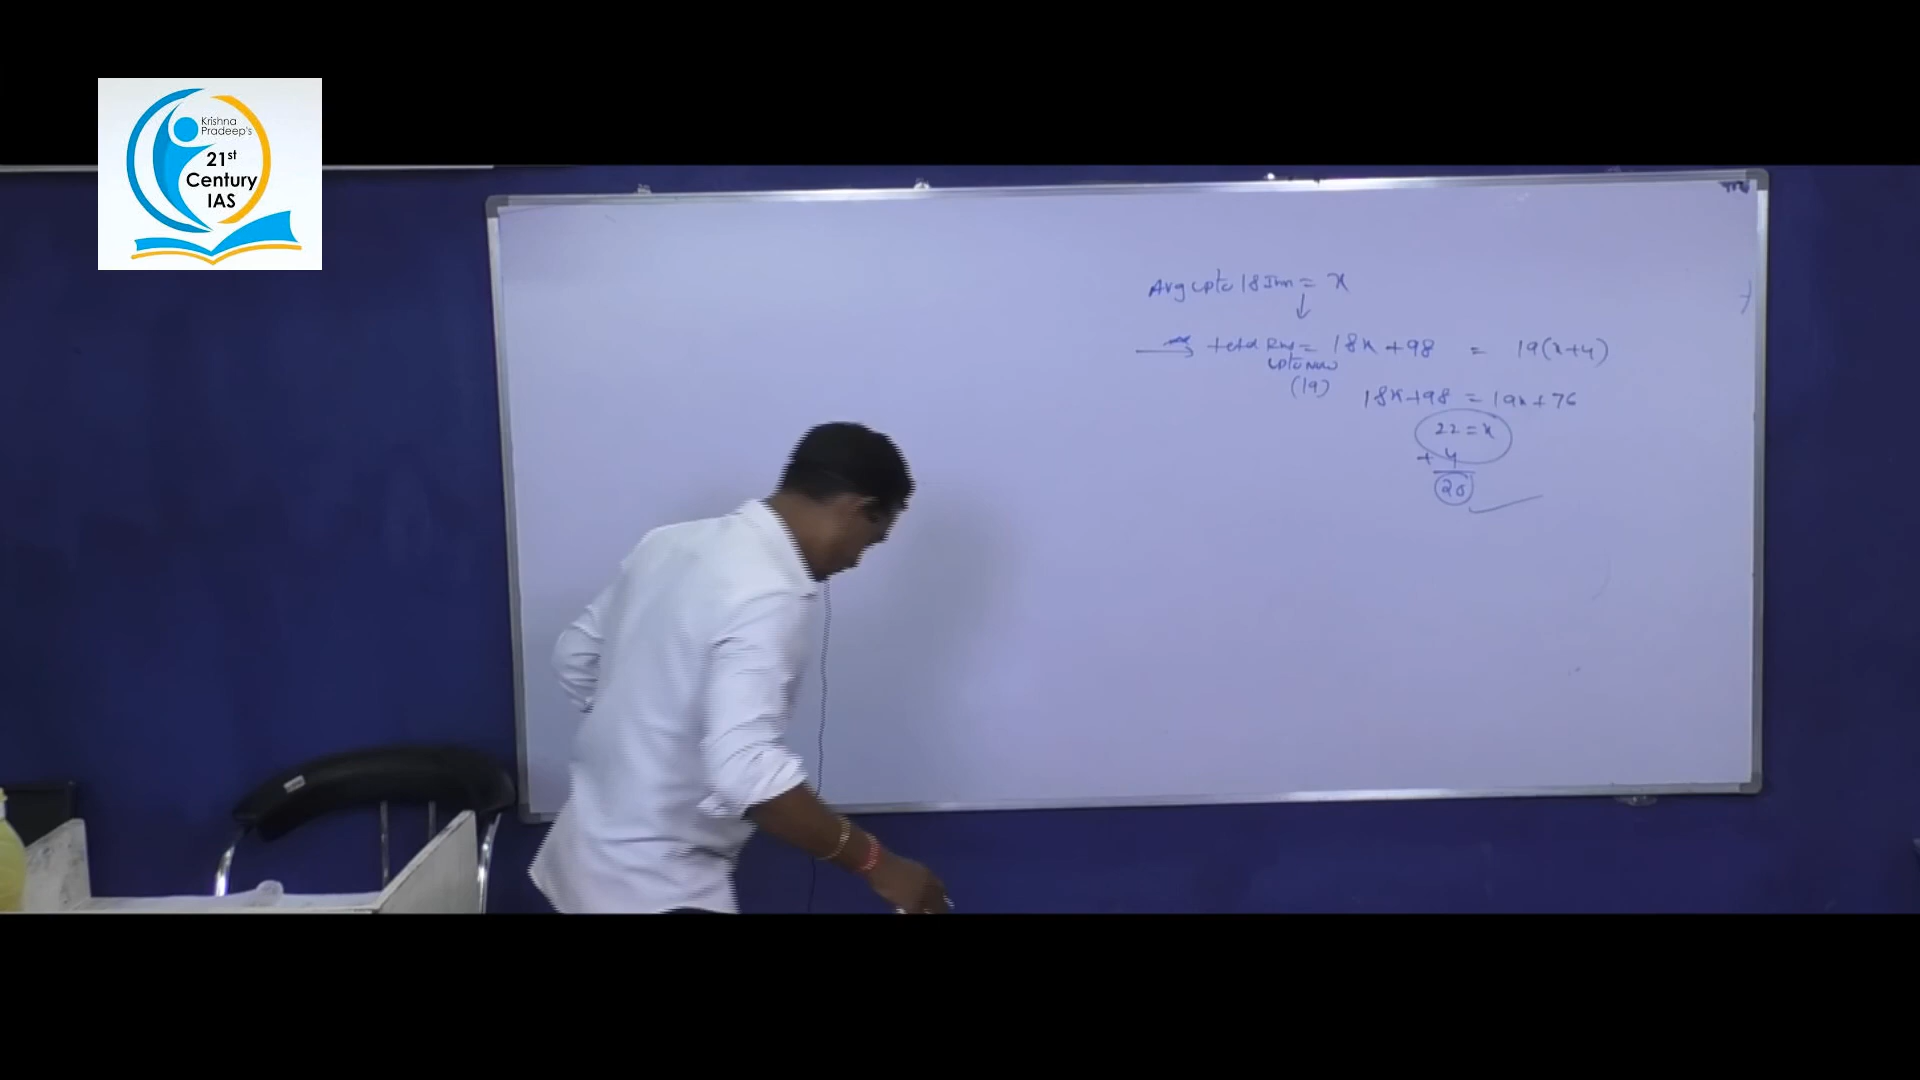 Krishna
Pradeep's
21st
Century
IAS
Avg upto 18 Inn = x
total Runs = 18x + 98 = 19(x+4)
upto now
(19)
18x+98 = 19x+76
22 = x
+ 4
26